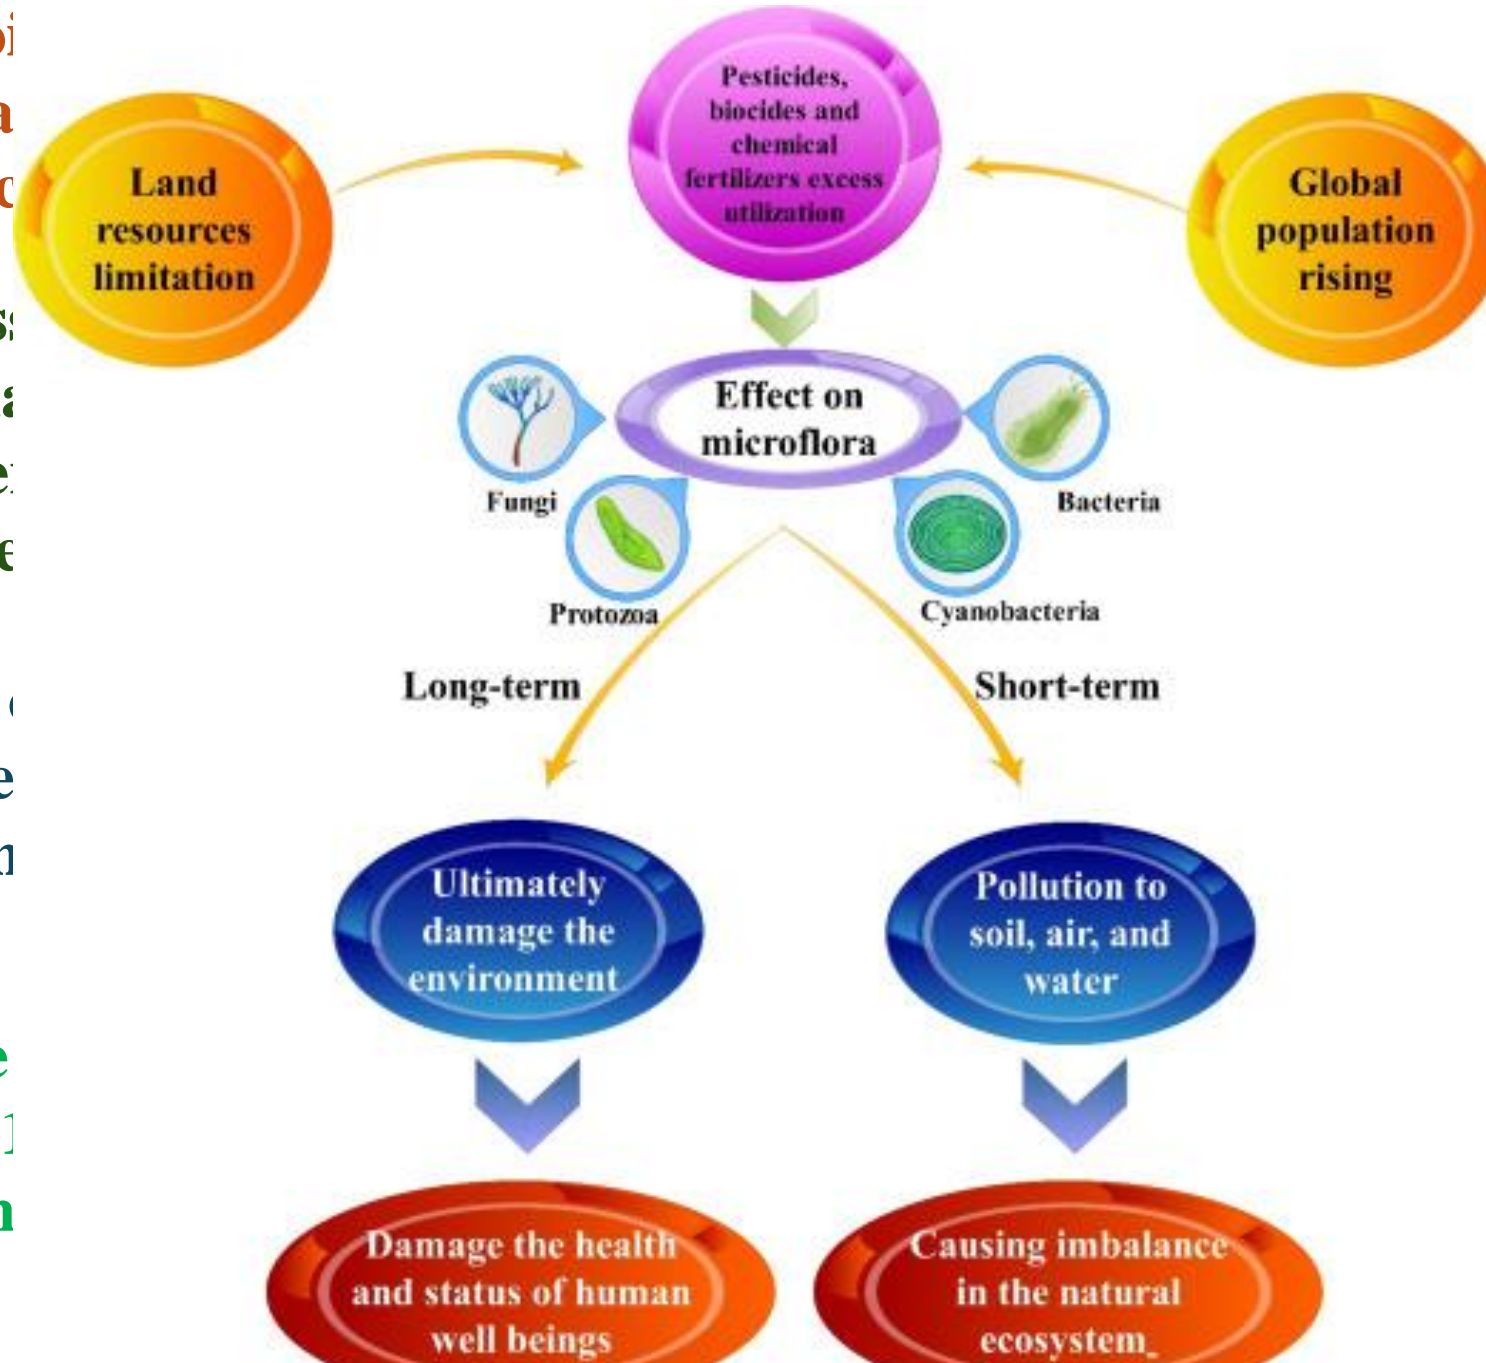 Pesticides,
biocides and
chemical
fertilizers excess
utilization
Land
resources
limitation
Global
population
rising
Effect on
microflora
Fungi
Bacteria
Protozoa
Cyanobacteria
Long-term
Short-term
Ultimately
damage the
environment
Pollution to
soil, air, and
water
Damage the health
and status of human
well beings
Causing imbalance
in the natural
ecosystem_